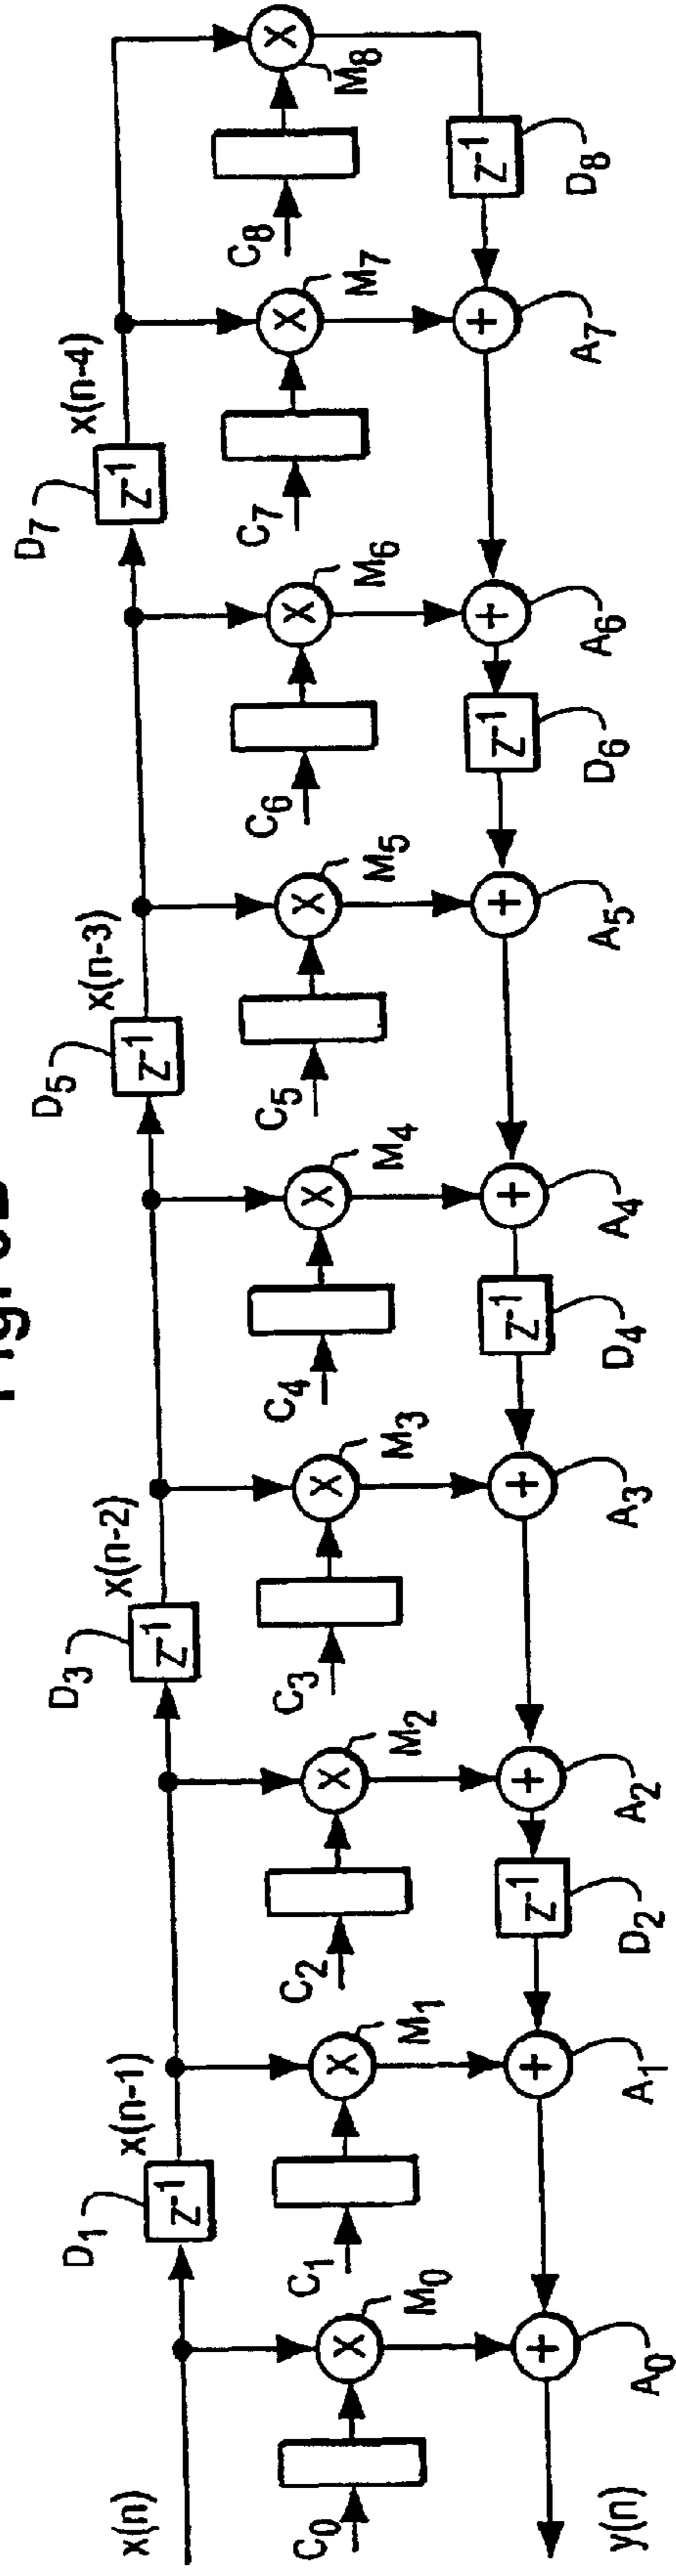 Fig.
D1 D3 D5 D7
x(n) x(n-1) x(n-2) x(n-3) x(n-4)
z-1 z-1 z-1 z-1
C0 C1 C2 C3 C4 C5 C6 C7 C8
X X X X X X X X X
M0 M1 M2 M3 M4 M5 M6 M7 M8
+ + z-1 + + z-1 + + z-1 + + z-1
y(n)
A0 A1 D2 A2 A3 D4 A4 A5 D6 A6 A7 D8